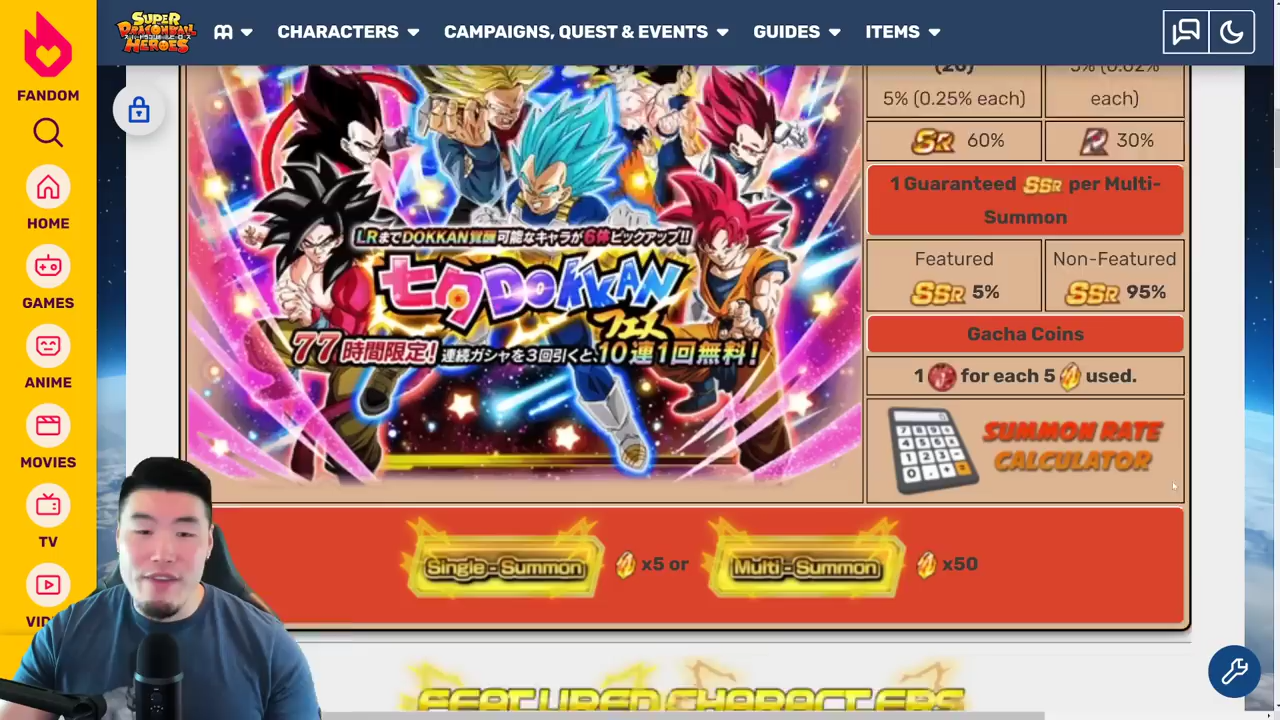 SUPER
DRAGONBALL
HEROES
CHARACTERS
CAMPAIGNS, QUEST & EVENTS
GUIDES
ITEMS
FANDOM
HOME
GAMES
ANIME
MOVIES
TV
5% (0.25% each)
each)
SR 60%
R 30%
1 Guaranteed SSR per Multi-
Summon
Featured
SSR 5%
Non-Featured
SSR 95%
Gacha Coins
1 for each 5 used.
SUMMON RATE
CALCULATOR
LRまでDOKKAN覚醒可能なキャラが6体ピックアップ!!
七夕DOKKAN
フェス
77時間限定! 連続ガシャを3回引くと、10連1回無料!
Single - Summon x5 or Multi - Summon x50
FEATURED CHARACTERS